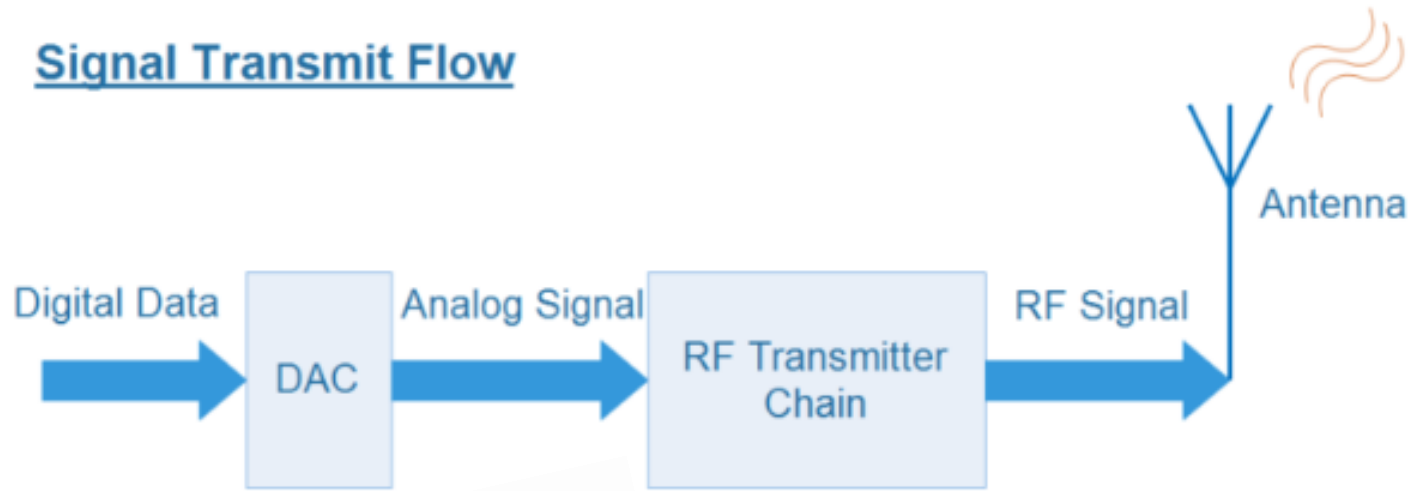 Signal Transmit Flow
Antenna
Digital Data
DAC
Analog Signal
RF Transmitter
Chain
RF Signal